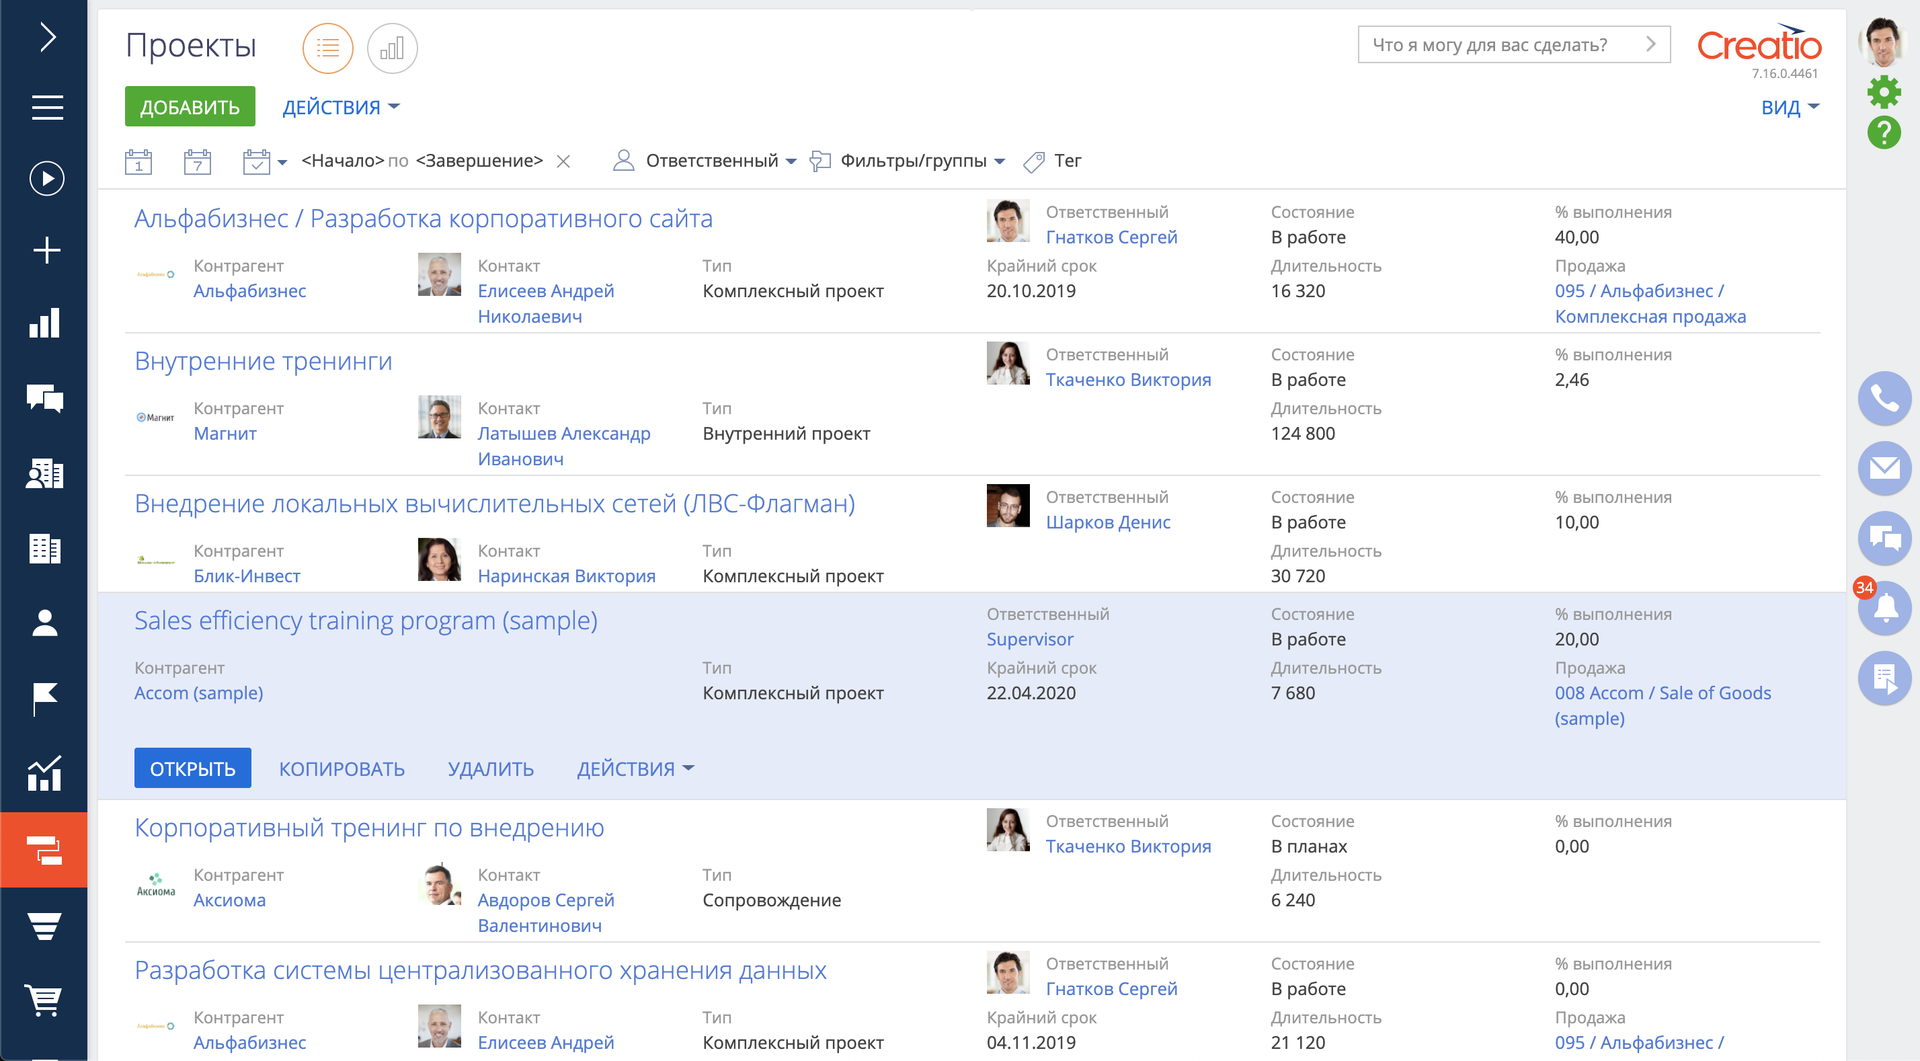 Проекты
Что я могу для вас сделать?
Creatio
7.16.0.4461
ДОБАВИТЬ
ДЕЙСТВИЯ
ВИД
1
7
<Начало> по <Завершение>
Ответственный
Фильтры/группы
Тег
Альфабизнес / Разработка корпоративного сайта
Ответственный
Гнатков Сергей
Состояние
В работе
% выполнения
40,00
Альфабизнес
Контрагент
Альфабизнес
Контакт
Елисеев Андрей
Николаевич
Тип
Комплексный проект
Крайний срок
20.10.2019
Длительность
16 320
Продажа
095 / Альфабизнес /
Комплексная продажа
Внутренние тренинги
Ответственный
Ткаченко Виктория
Состояние
В работе
% выполнения
2,46
Магнит
Контрагент
Магнит
Контакт
Латышев Александр
Иванович
Тип
Внутренний проект
Длительность
124 800
Внедрение локальных вычислительных сетей (ЛВС-Флагман)
Ответственный
Шарков Денис
Состояние
В работе
% выполнения
10,00
Контрагент
Блик-Инвест
Контакт
Наринская Виктория
Тип
Комплексный проект
Длительность
30 720
34
Sales efficiency training program (sample)
Ответственный
Supervisor
Состояние
В работе
% выполнения
20,00
Контрагент
Accom (sample)
Тип
Комплексный проект
Крайний срок
22.04.2020
Длительность
7 680
Продажа
008 Accom / Sale of Goods
(sample)
ОТКРЫТЬ
КОПИРОВАТЬ
УДАЛИТЬ
ДЕЙСТВИЯ
Корпоративный тренинг по внедрению
Ответственный
Ткаченко Виктория
Состояние
В планах
% выполнения
0,00
Аксиома
Контрагент
Аксиома
Контакт
Авдоров Сергей
Валентинович
Тип
Сопровождение
Длительность
6 240
Разработка системы централизованного хранения данных
Ответственный
Гнатков Сергей
Состояние
В работе
% выполнения
0,00
Альфабизнес
Контрагент
Альфабизнес
Контакт
Елисеев Андрей
Тип
Комплексный проект
Крайний срок
04.11.2019
Длительность
21 120
Продажа
095 / Альфабизнес /